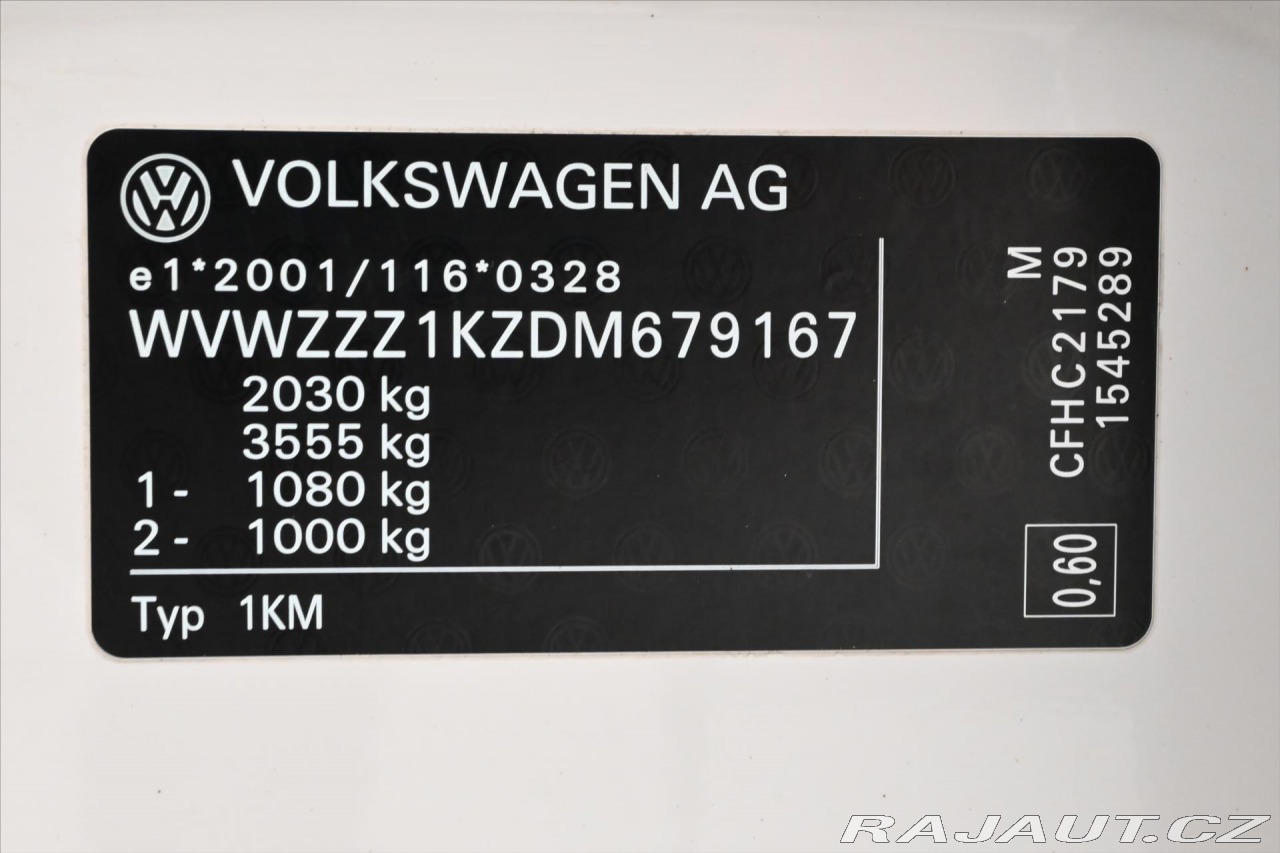 VOLKSWAGEN AG
e1*2001/116*0328
WVWZZZ1KZDM679167
2030 kg
3555 kg
1- 1080 kg
2- 1000 kg
Typ 1KM
M
CFHC2179
1545289
0,60
RAJAUT.CZ